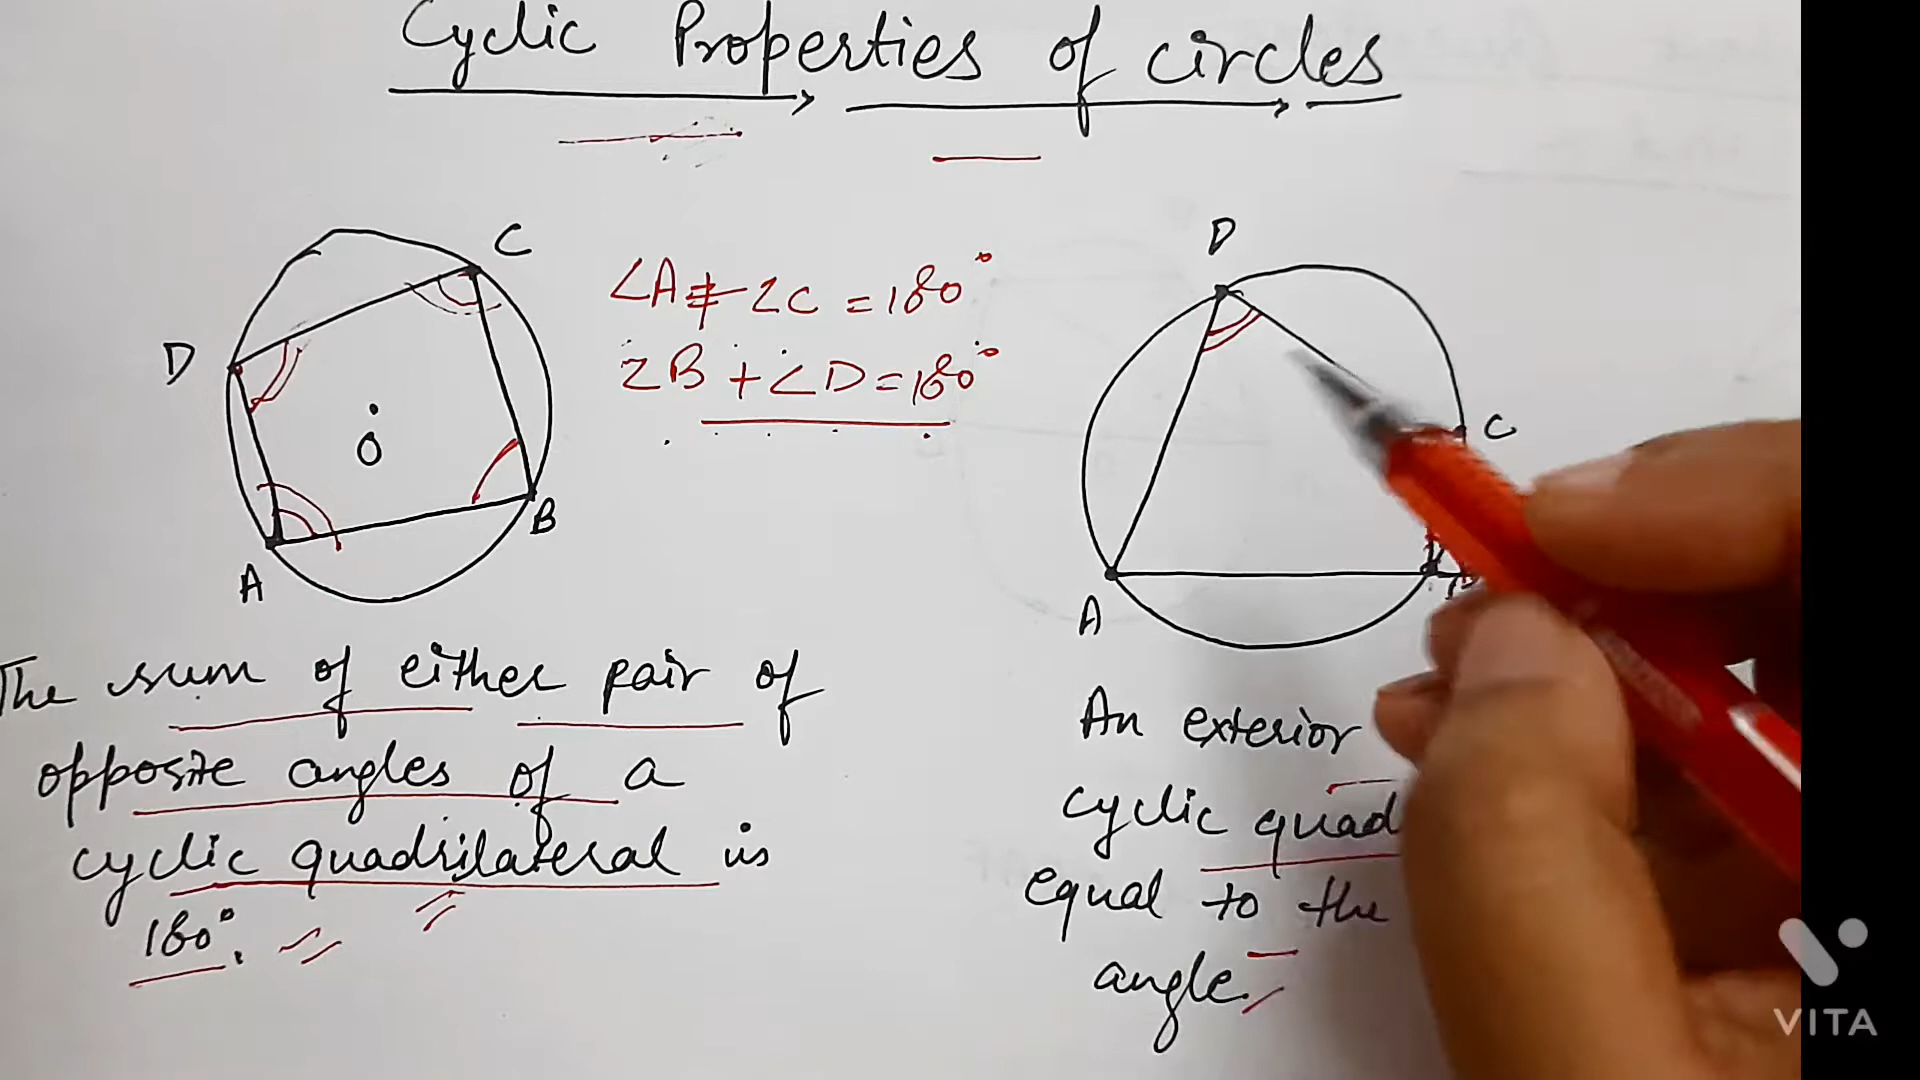 Cyclic Properties of circles
C
∠A + ∠C = 180°
∠B + ∠D = 180°
D
O
B
A
The sum of either pair of
opposite angles of a
cyclic quadrilateral is
180°.
D
C
A
An exterior
cyclic quad
equal to the
angle.
VITA